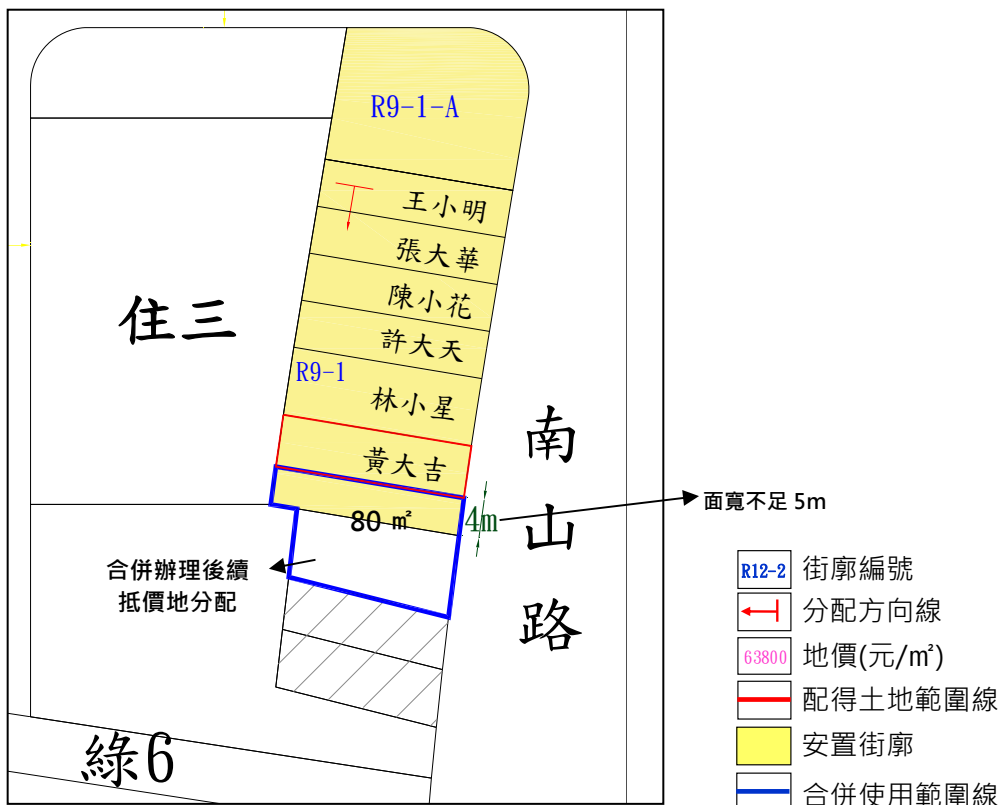 R9-1-A
王小明
張大華
陳小花
許大天
住三
R9-1
林小星
黃大吉
80 ㎡
4m
面寬不足 5m
南山路
合併辦理後續
抵價地分配
綠6
R12-2 街廓編號
分配方向線
63800 地價(元/㎡)
配得土地範圍線
安置街廓
合併使用範圍線